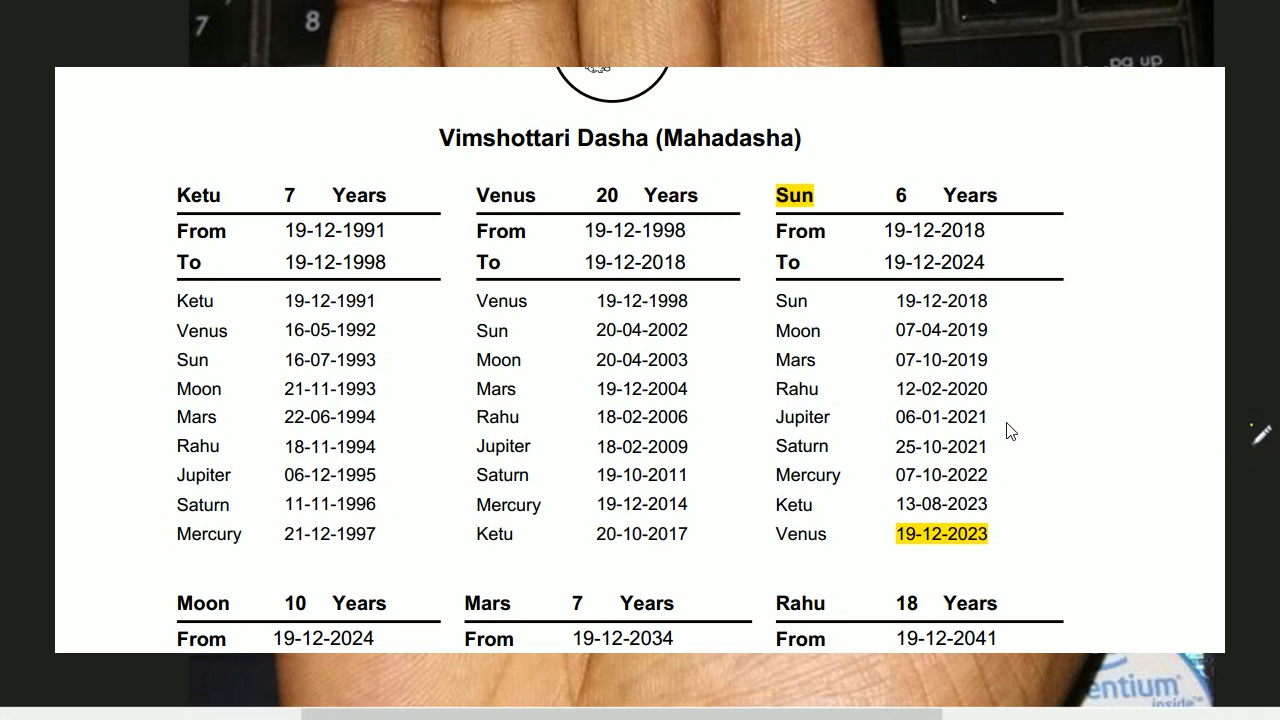 7
8
pg up
Vimshottari Dasha (Mahadasha)
Ketu 7 Years
From 19-12-1991
To 19-12-1998
Ketu 19-12-1991
Venus 16-05-1992
Sun 16-07-1993
Moon 21-11-1993
Mars 22-06-1994
Rahu 18-11-1994
Jupiter 06-12-1995
Saturn 11-11-1996
Mercury 21-12-1997
Venus 20 Years
From 19-12-1998
To 19-12-2018
Venus 19-12-1998
Sun 20-04-2002
Moon 20-04-2003
Mars 19-12-2004
Rahu 18-02-2006
Jupiter 18-02-2009
Saturn 19-10-2011
Mercury 19-12-2014
Ketu 20-10-2017
Sun 6 Years
From 19-12-2018
To 19-12-2024
Sun 19-12-2018
Moon 07-04-2019
Mars 07-10-2019
Rahu 12-02-2020
Jupiter 06-01-2021
Saturn 25-10-2021
Mercury 07-10-2022
Ketu 13-08-2023
Venus 19-12-2023
Moon 10 Years
From 19-12-2024
Mars 7 Years
From 19-12-2034
Rahu 18 Years
From 19-12-2041
entium
inside